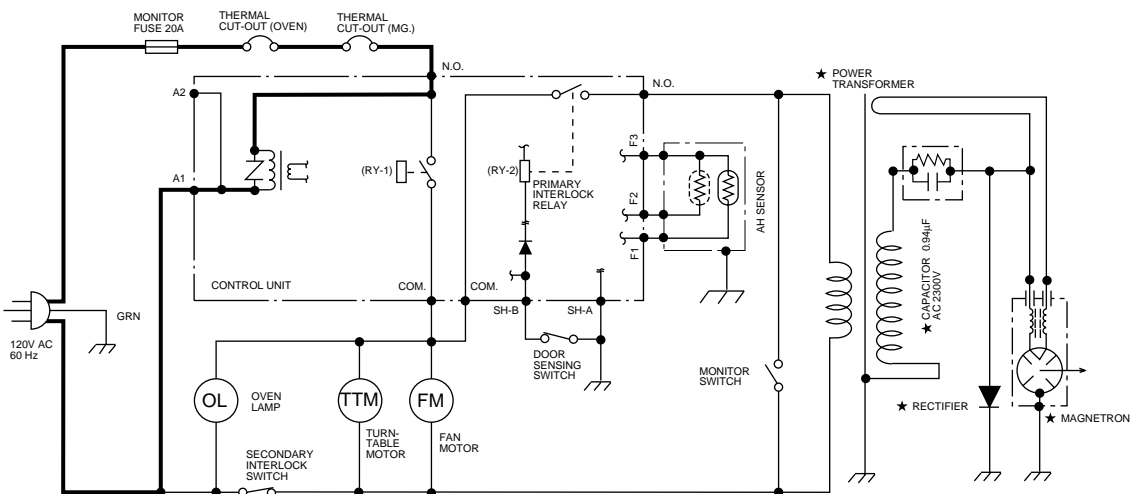 MONITOR
FUSE 20A
THERMAL
CUT-OUT (OVEN)
THERMAL
CUT-OUT (MG.)
N.O.
N.O.
★ POWER
TRANSFORMER
A2
A1
(RY-1)
(RY-2)
PRIMARY
INTERLOCK
RELAY
F3
F2
F1
AH SENSOR
CONTROL UNIT
COM.
COM.
SH-B
SH-A
GRN
120V AC
60 Hz
DOOR
SENSING
SWITCH
MONITOR
SWITCH
★ CAPACITOR 0.94µF
AC 2300V
OL
OVEN
LAMP
TTM
TURN-
TABLE
MOTOR
FM
FAN
MOTOR
SECONDARY
INTERLOCK
SWITCH
★ RECTIFIER
★ MAGNETRON